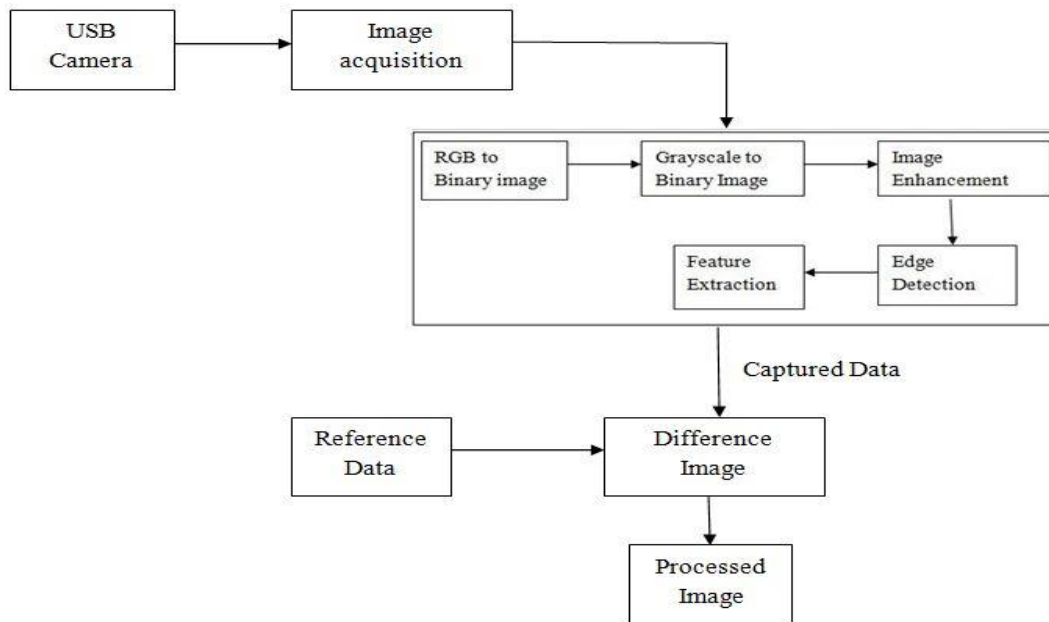 USB
Camera
Image
acquisition
RGB to
Binary image
Grayscale to
Binary Image
Image
Enhancement
Feature
Extraction
Edge
Detection
Captured Data
Reference
Data
Difference
Image
Processed
Image